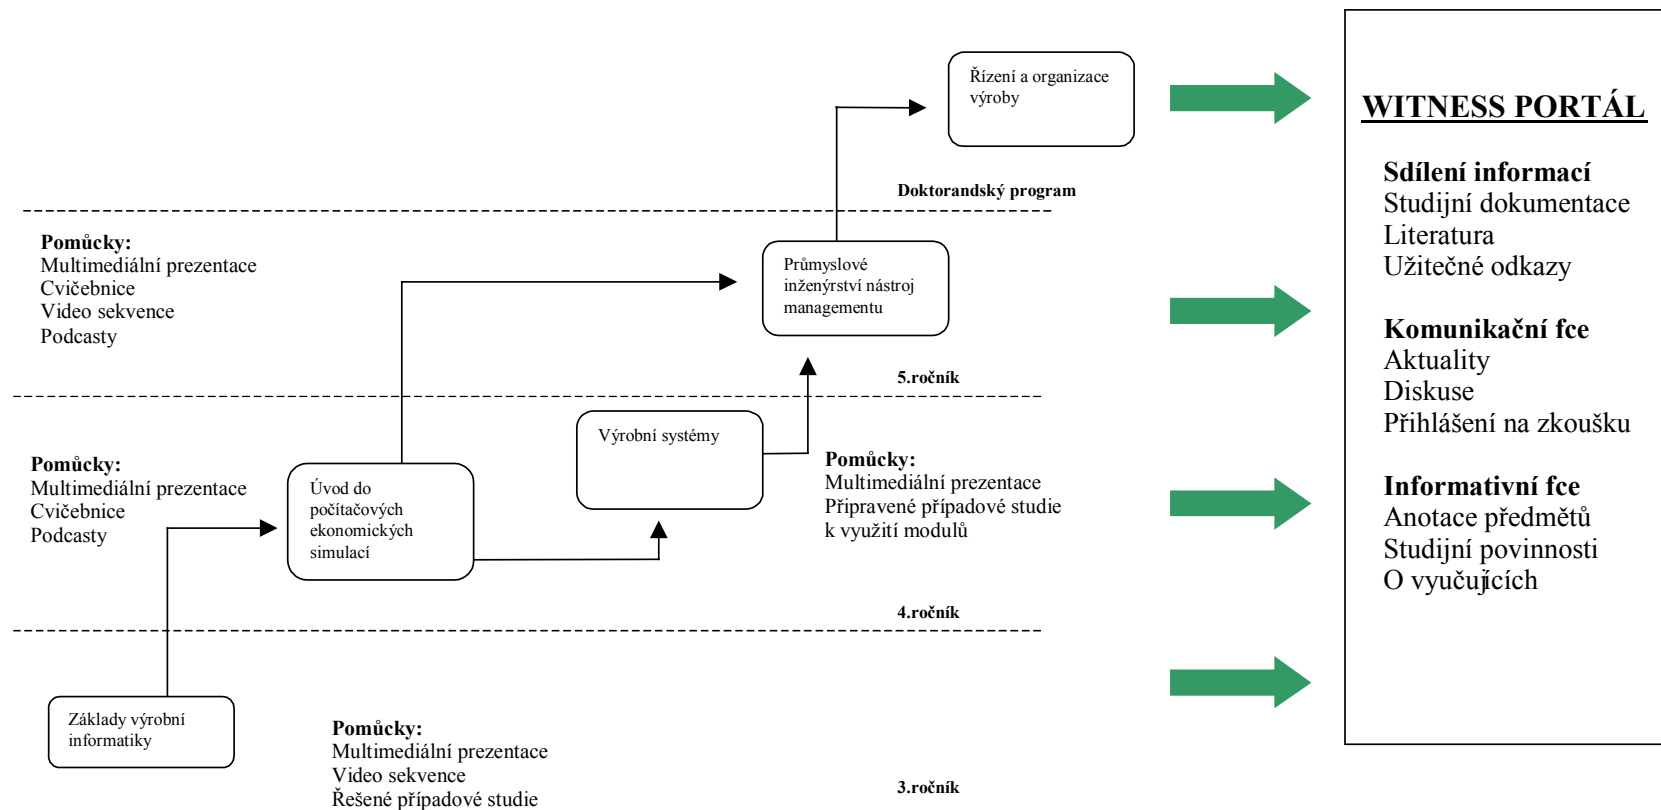 Řízení a organizace
výroby
Doktorandský program
Pomůcky:
Multimediální prezentace
Cvičebnice
Video sekvence
Podcasty
Průmyslové
inženýrství nástroj
managementu
5.ročník
Pomůcky:
Multimediální prezentace
Cvičebnice
Podcasty
Úvod do
počítačových
ekonomických
simulací
Výrobní systémy
Pomůcky:
Multimediální prezentace
Připravené případové studie
k využití modulů
4.ročník
Základy výrobní
informatiky
Pomůcky:
Multimediální prezentace
Video sekvence
Řešené případové studie
3.ročník
WITNESS PORTÁL
Sdílení informací
Studijní dokumentace
Literatura
Užitečné odkazy
Komunikační fce
Aktuality
Diskuse
Přihlášení na zkoušku
Informativní fce
Anotace předmětů
Studijní povinnosti
O vyučujících